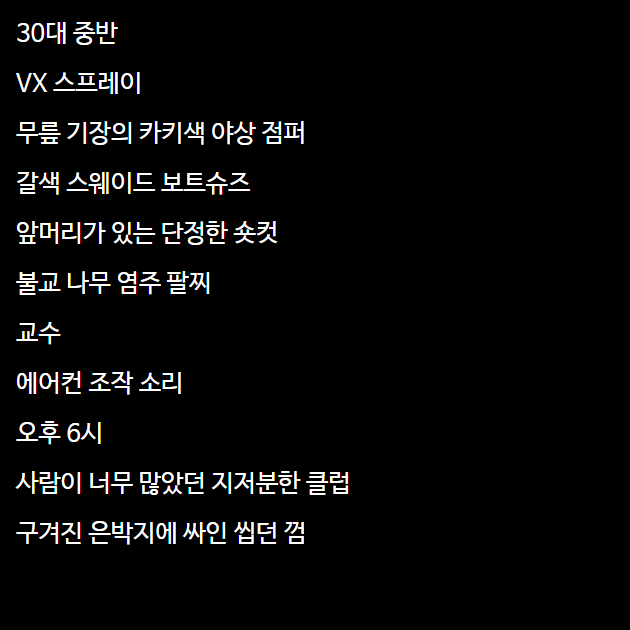 30대 중반
VX 스프레이
무릎 기장의 카키색 야상 점퍼
갈색 스웨이드 보트슈즈
앞머리가 있는 단정한 숏컷
불교 나무 염주 팔찌
교수
에어컨 조작 소리
오후 6시
사람이 너무 많았던 지저분한 클럽
구겨진 은박지에 싸인 씹던 껌